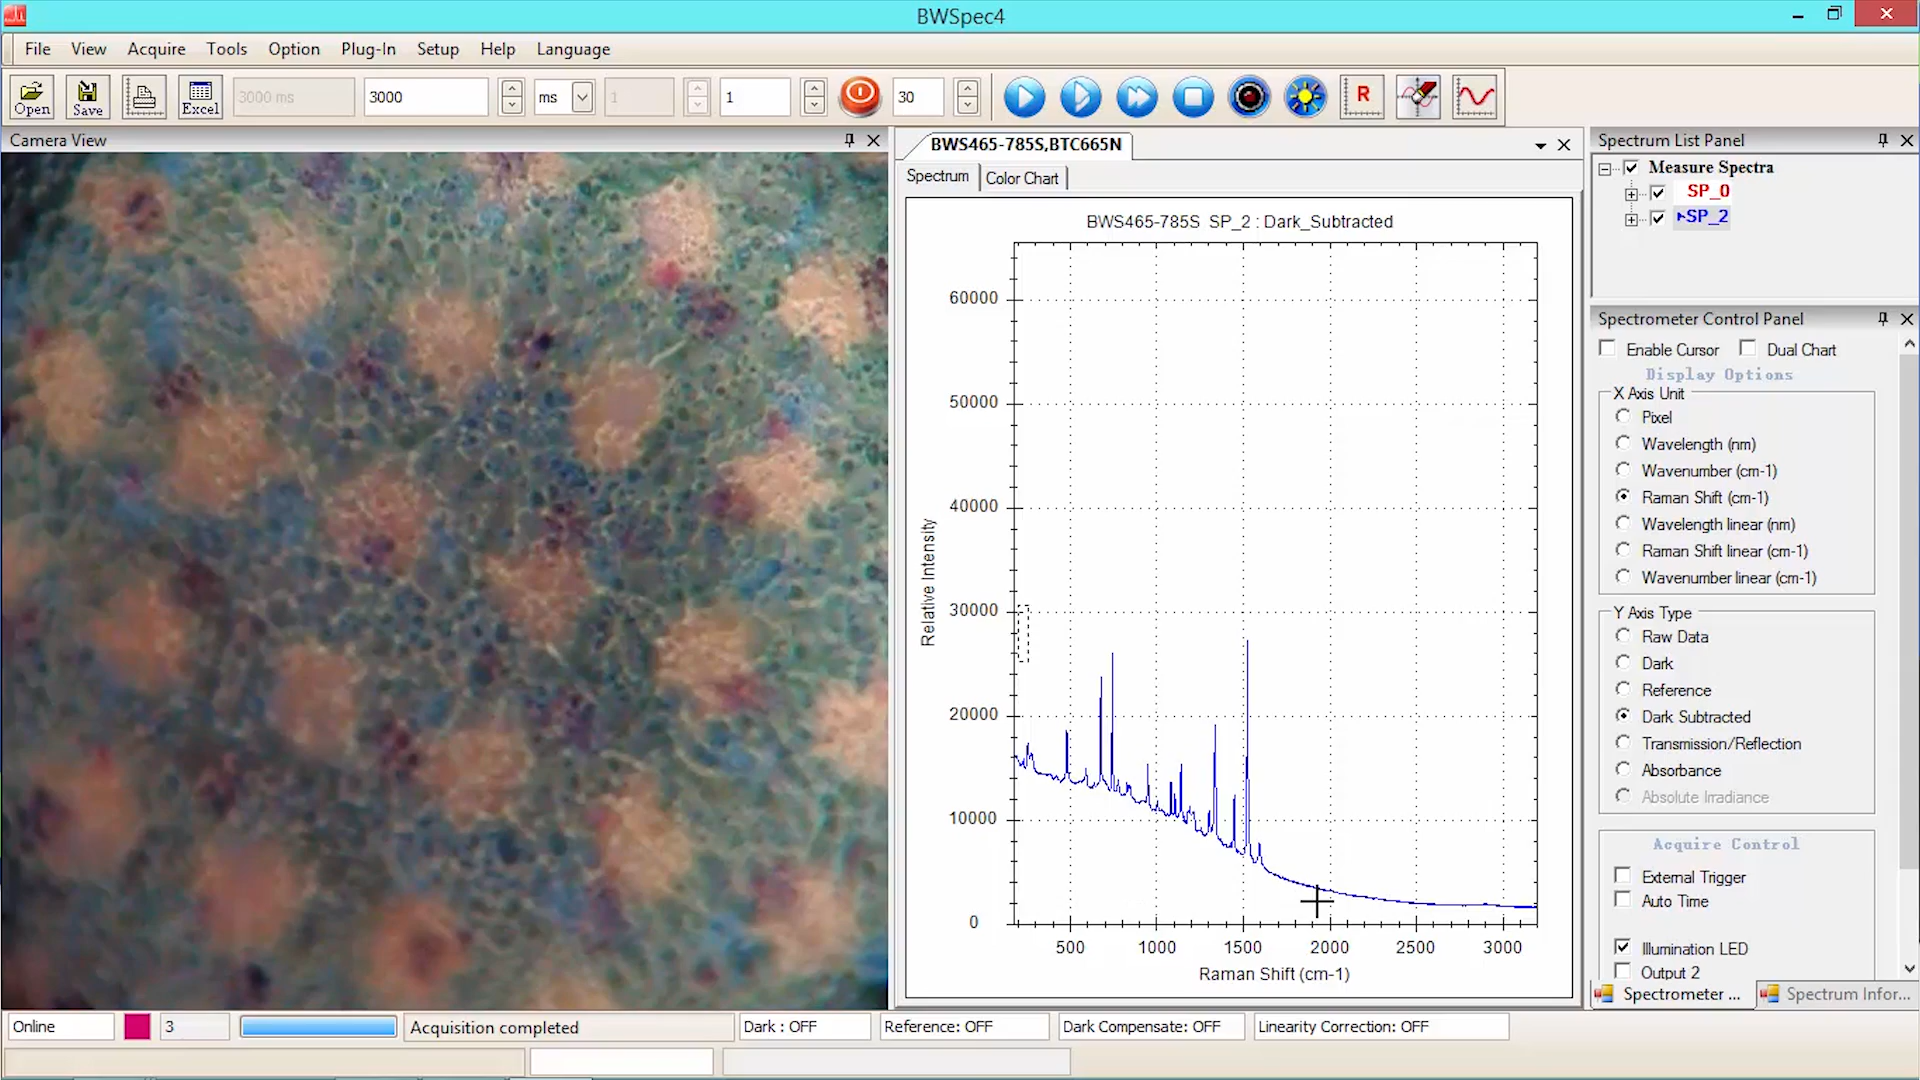 BWSpec4
File View Acquire Tools Option Plug-In Setup Help Language
Open Save Excel 3000 ms 3000 ms 1 1 30 R
Camera View
BWS465-785S,BTC665N
Spectrum Color Chart
BWS465-785S SP_2 : Dark_Subtracted
60000
50000
40000
30000
20000
10000
0
Relative Intensity
500 1000 1500 2000 2500 3000
Raman Shift (cm-1)
Spectrum List Panel
Measure Spectra
SP_0
SP_2
Spectrometer Control Panel
Enable Cursor Dual Chart
Display Options
X Axis Unit
Pixel
Wavelength (nm)
Wavenumber (cm-1)
Raman Shift (cm-1)
Wavelength linear (nm)
Raman Shift linear (cm-1)
Wavenumber linear (cm-1)
Y Axis Type
Raw Data
Dark
Reference
Dark Subtracted
Transmission/Reflection
Absorbance
Absolute Irradiance
Acquire Control
External Trigger
Auto Time
Illumination LED
Output 2
Spectrometer ... Spectrum Infor...
Online 3 Acquisition completed Dark : OFF Reference: OFF Dark Compensate: OFF Linearity Correction: OFF